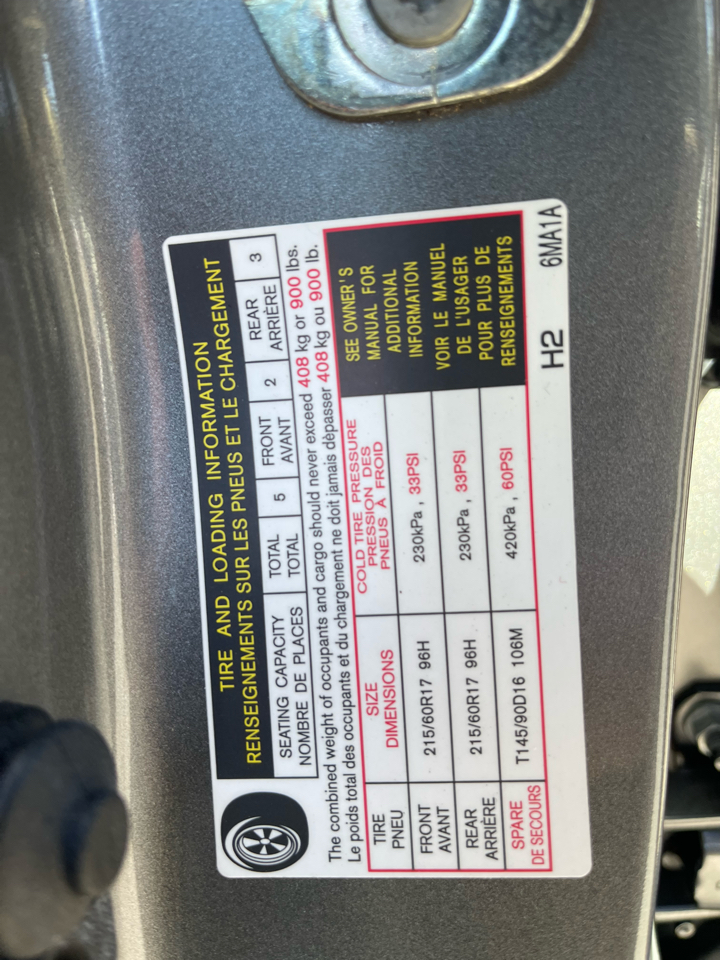 TIRE AND LOADING INFORMATION
RENSEIGNEMENTS SUR LES PNEUS ET LE CHARGEMENT
SEATING CAPACITY TOTAL 5 FRONT 2 REAR 3
NOMBRE DE PLACES TOTAL AVANT ARRIÈRE
The combined weight of occupants and cargo should never exceed 408 kg or 900 lbs.
Le poids total des occupants et du chargement ne doit jamais dépasser 408 kg ou 900 lb.
TIRE
PNEU
SIZE
DIMENSIONS
COLD TIRE PRESSURE
PRESSION DES
PNEUS À FROID
FRONT
AVANT
215/60R17 96H
230kPa , 33PSI
REAR
ARRIÈRE
215/60R17 96H
230kPa , 33PSI
SPARE
DE SECOURS
T145/90D16 106M
420kPa , 60PSI
SEE OWNER'S
MANUAL FOR
ADDITIONAL
INFORMATION
VOIR LE MANUEL
DE L'USAGER
POUR PLUS DE
RENSEIGNEMENTS
H2 6MA1A